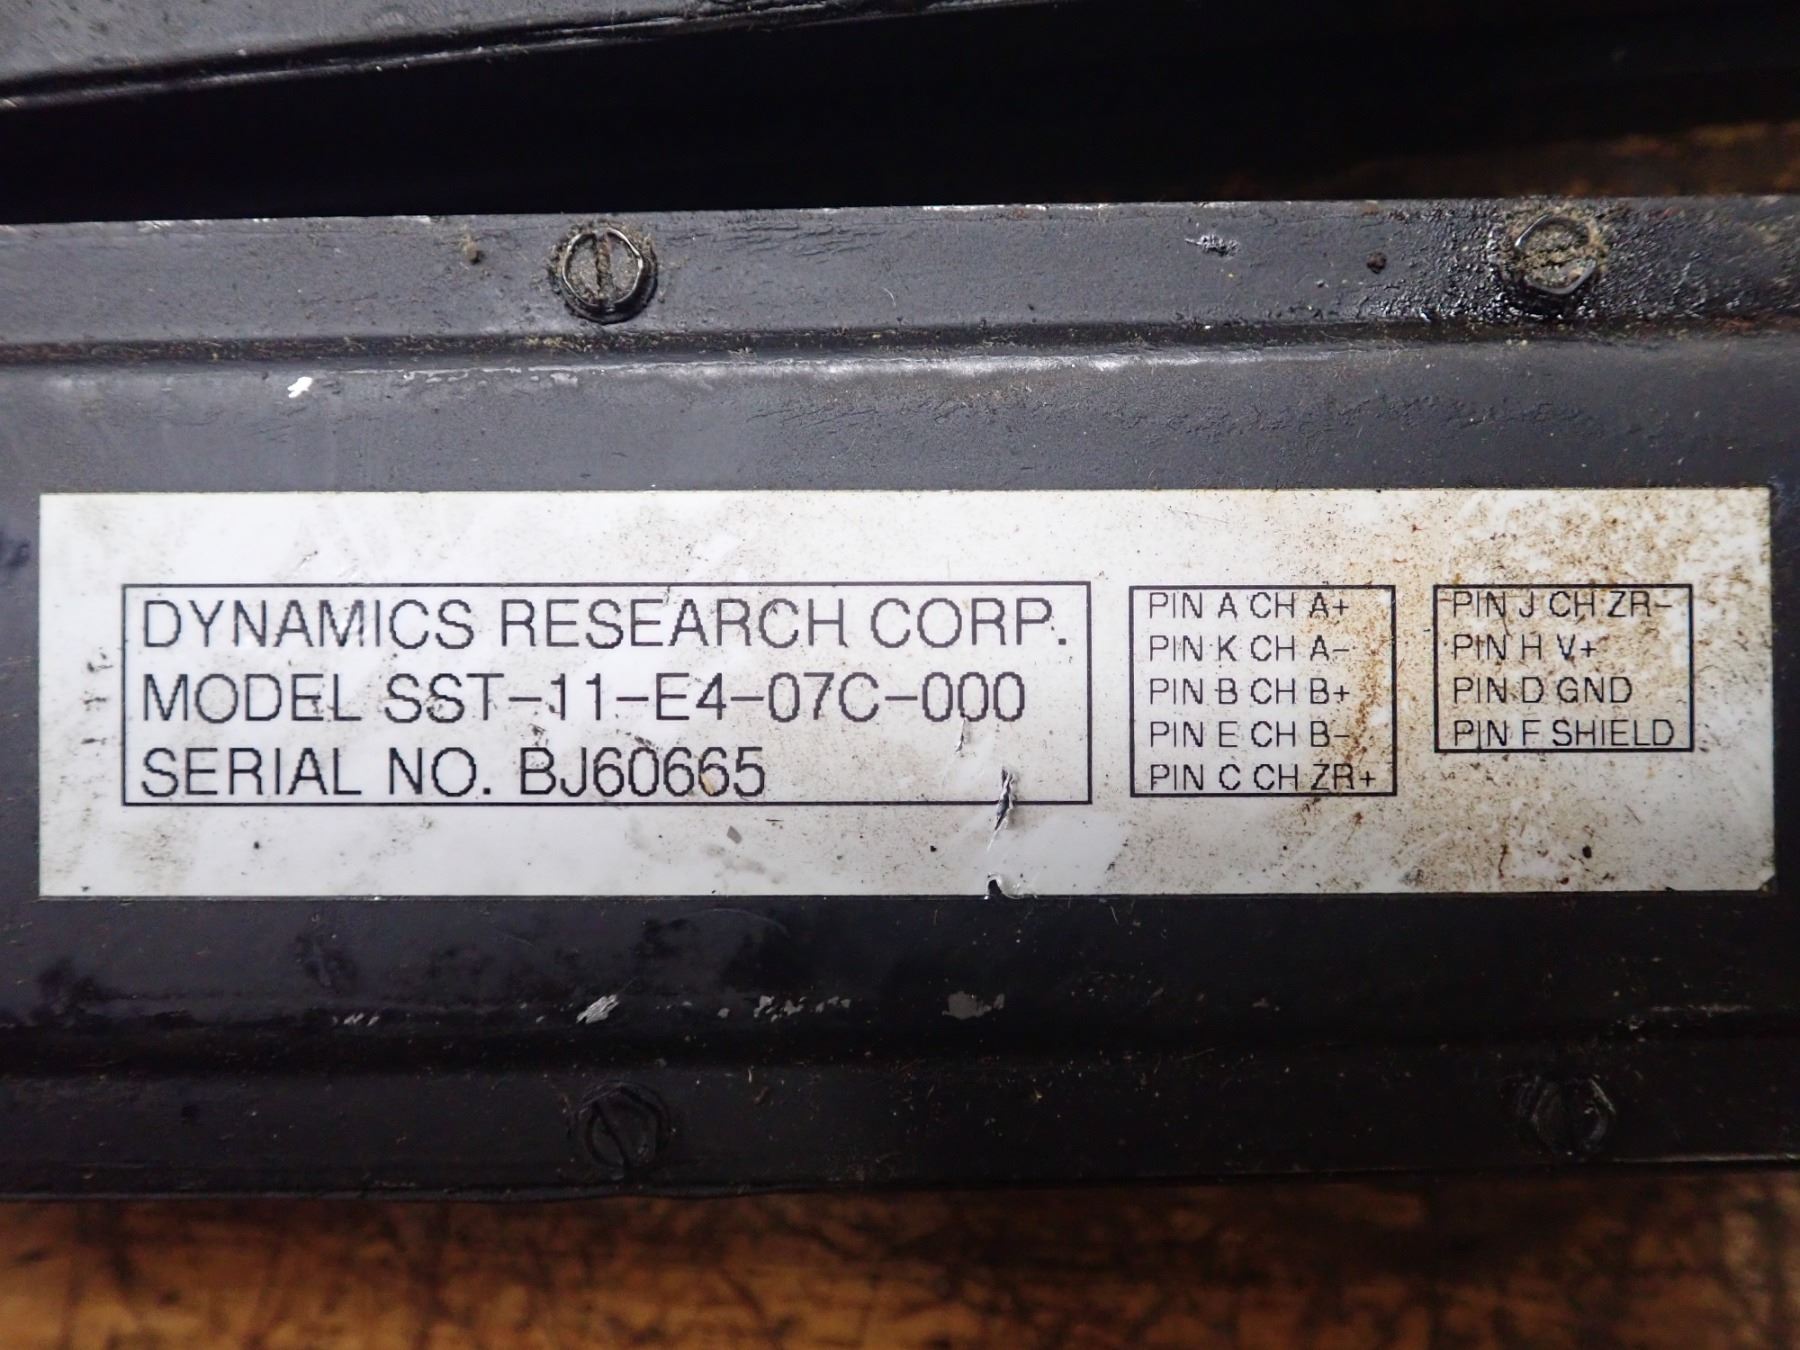 DYNAMICS RESEARCH CORP.
MODEL SST-11-E4-07C-000
SERIAL NO. BJ60665
PIN A CH A+
PIN K CH A-
PIN B CH B+
PIN E CH B-
PIN C CH ZR+
PIN J CH ZR-
PIN H V+
PIN D GND
PIN F SHIELD